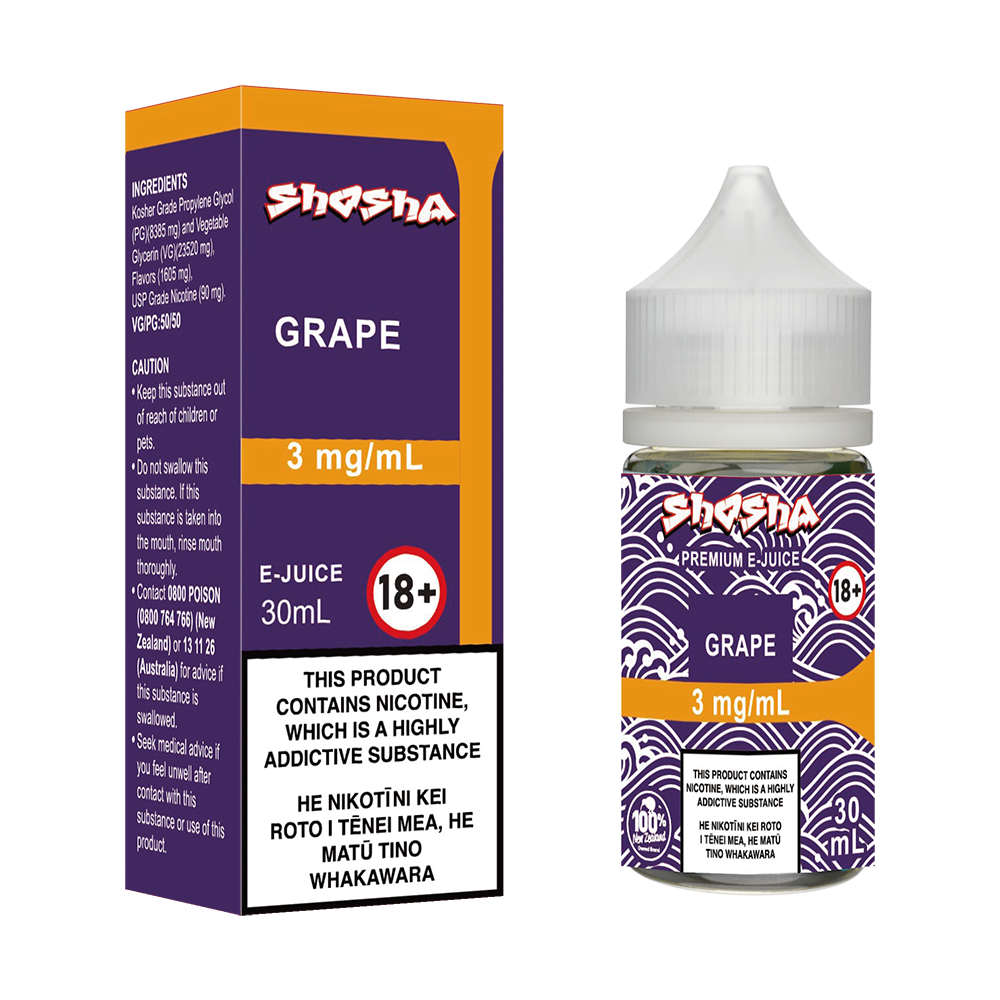 INGREDIENTS
Kosher Grade Propylene Glycol
(PG)(8385 mg) and Vegetable
Glycerin (VG)(23520 mg),
Flavors (1605 mg),
USP Grade Nicotine (90 mg).
VG/PG:50/50
CAUTION
• Keep this substance out
of reach of children or
pets.
• Do not swallow this
substance. If this
substance is taken into
the mouth, rinse mouth
thoroughly.
• Contact 0800 POISON
(0800 764 766) (New
Zealand) or 13 11 26
(Australia) for advice if
this substance is
swallowed.
• Seek medical advice if
you feel unwell after
contact with this
substance or use of this
product.
SHOSHA
GRAPE
3 mg/mL
E-JUICE
30mL
18+
THIS PRODUCT
CONTAINS NICOTINE,
WHICH IS A HIGHLY
ADDICTIVE SUBSTANCE
HE NIKOTĪNI KEI
ROTO I TĒNEI MEA, HE
MATŪ TINO
WHAKAWARA
SHOSHA
PREMIUM E-JUICE
18+
GRAPE
3 mg/mL
THIS PRODUCT CONTAINS
NICOTINE, WHICH IS A HIGHLY
ADDICTIVE SUBSTANCE
HE NIKOTĪNI KEI ROTO
I TĒNEI MEA, HE MATŪ
TINO WHAKAWARA
100%
New Zealand
Owned Brand
30
mL